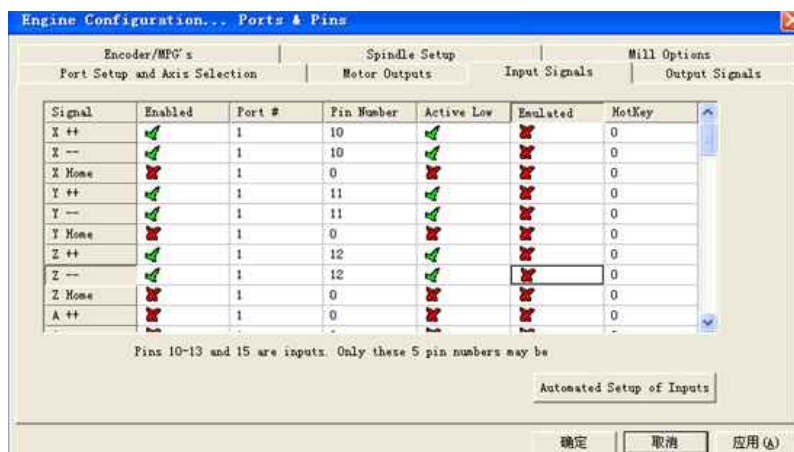 Engine Configuration... Ports & Pins
Encoder/MPG's Spindle Setup Mill Options
Port Setup and Axis Selection Motor Outputs Input Signals Output Signals
Signal Enabled Port # Pin Number Active Low Emulated HotKey
X ++ 1 10 0
X -- 1 10 0
X Home 1 0 0
Y ++ 1 11 0
Y -- 1 11 0
Y Home 1 0 0
Z ++ 1 12 0
Z -- 1 12 0
Z Home 1 0 0
A ++ 1 0 0
Pins 10-13 and 15 are inputs. Only these 5 pin numbers may be
Automated Setup of Inputs
确定 取消 应用(A)